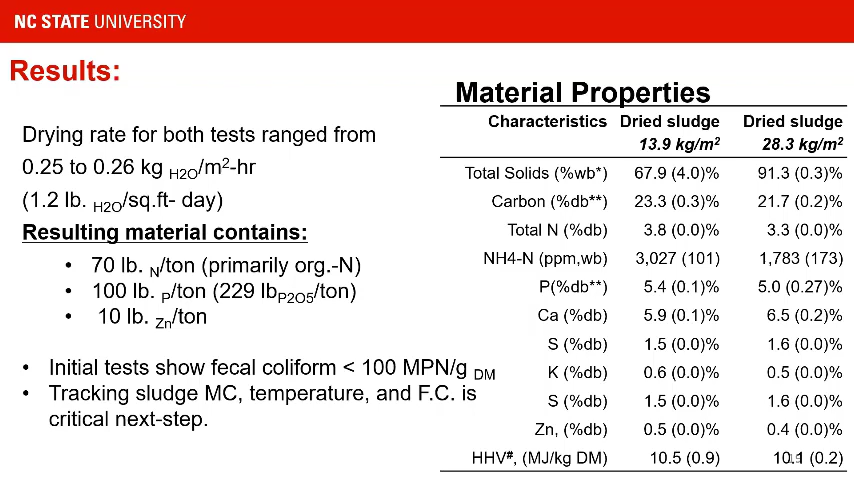 NC STATE UNIVERSITY
Results:
Drying rate for both tests ranged from
0.25 to 0.26 kg H2O/m2-hr
(1.2 lb. H2O/sq.ft- day)
Resulting material contains:
• 70 lb. N/ton (primarily org.-N)
• 100 lb. P/ton (229 lbP2O5/ton)
• 10 lb. Zn/ton
• Initial tests show fecal coliform < 100 MPN/g DM
• Tracking sludge MC, temperature, and F.C. is
critical next-step.
Material Properties
Characteristics Dried sludge Dried sludge
13.9 kg/m2 28.3 kg/m2
Total Solids (%wb*) 67.9 (4.0)% 91.3 (0.3)%
Carbon (%db**) 23.3 (0.3)% 21.7 (0.2)%
Total N (%db) 3.8 (0.0)% 3.3 (0.0)%
NH4-N (ppm,wb) 3,027 (101) 1,783 (173)
P(%db**) 5.4 (0.1)% 5.0 (0.27)%
Ca (%db) 5.9 (0.1)% 6.5 (0.2)%
S (%db) 1.5 (0.0)% 1.6 (0.0)%
K (%db) 0.6 (0.0)% 0.5 (0.0)%
S (%db) 1.5 (0.0)% 1.6 (0.0)%
Zn, (%db) 0.5 (0.0)% 0.4 (0.0)%
HHV#, (MJ/kg DM) 10.5 (0.9) 10.1 (0.2)